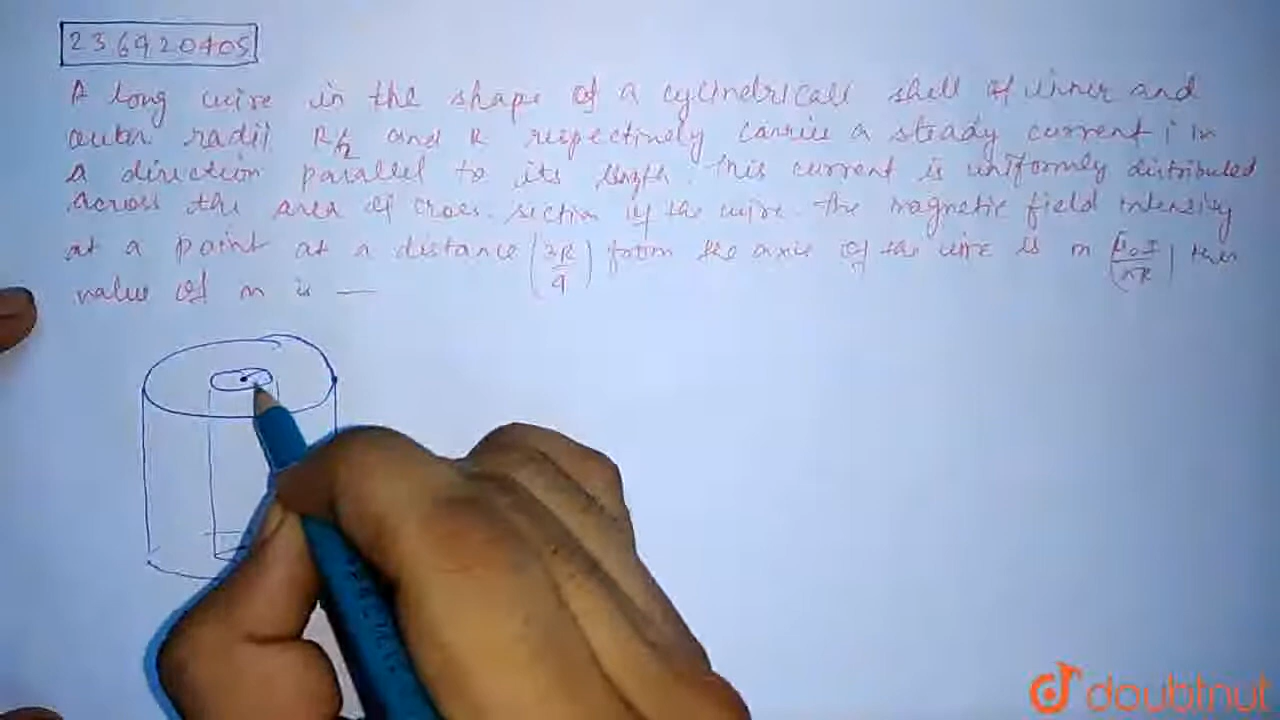 236920405
A long wire in the shape of a cylindricall shell of inner and
outer radii R/2 and R respectively carries a steady current i in
a direction parallel to its length. This current is uniformly distributed
across the area of cross-section of the wire. The magnetic field intensity
at a point at a distance (3R/4) from the axis of the wire is m (μ0I/πR) then
value of m is —
doubtnut